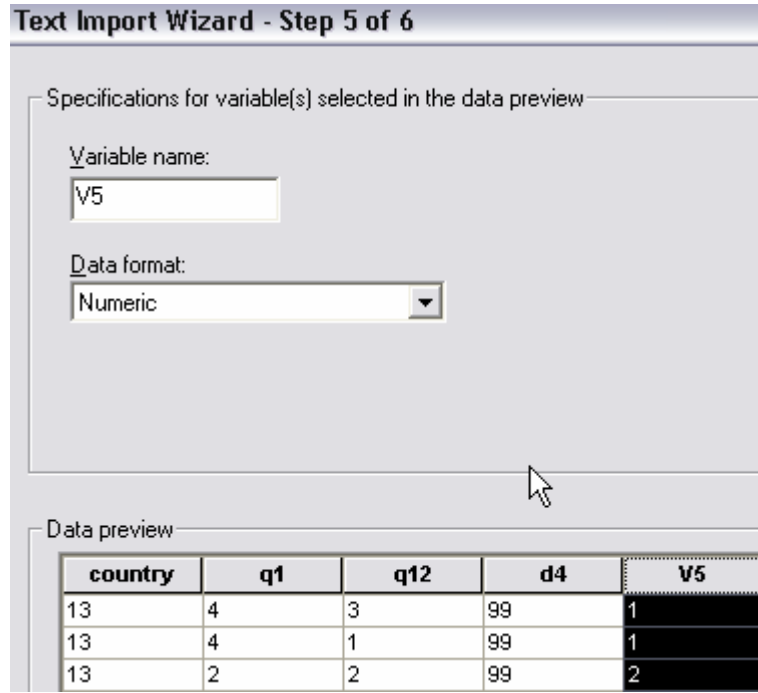 Text Import Wizard - Step 5 of 6
Specifications for variable(s) selected in the data preview
Variable name:
V5
Data format:
Numeric
Data preview
country q1 q12 d4 V5
13 4 3 99 1
13 4 1 99 1
13 2 2 99 2